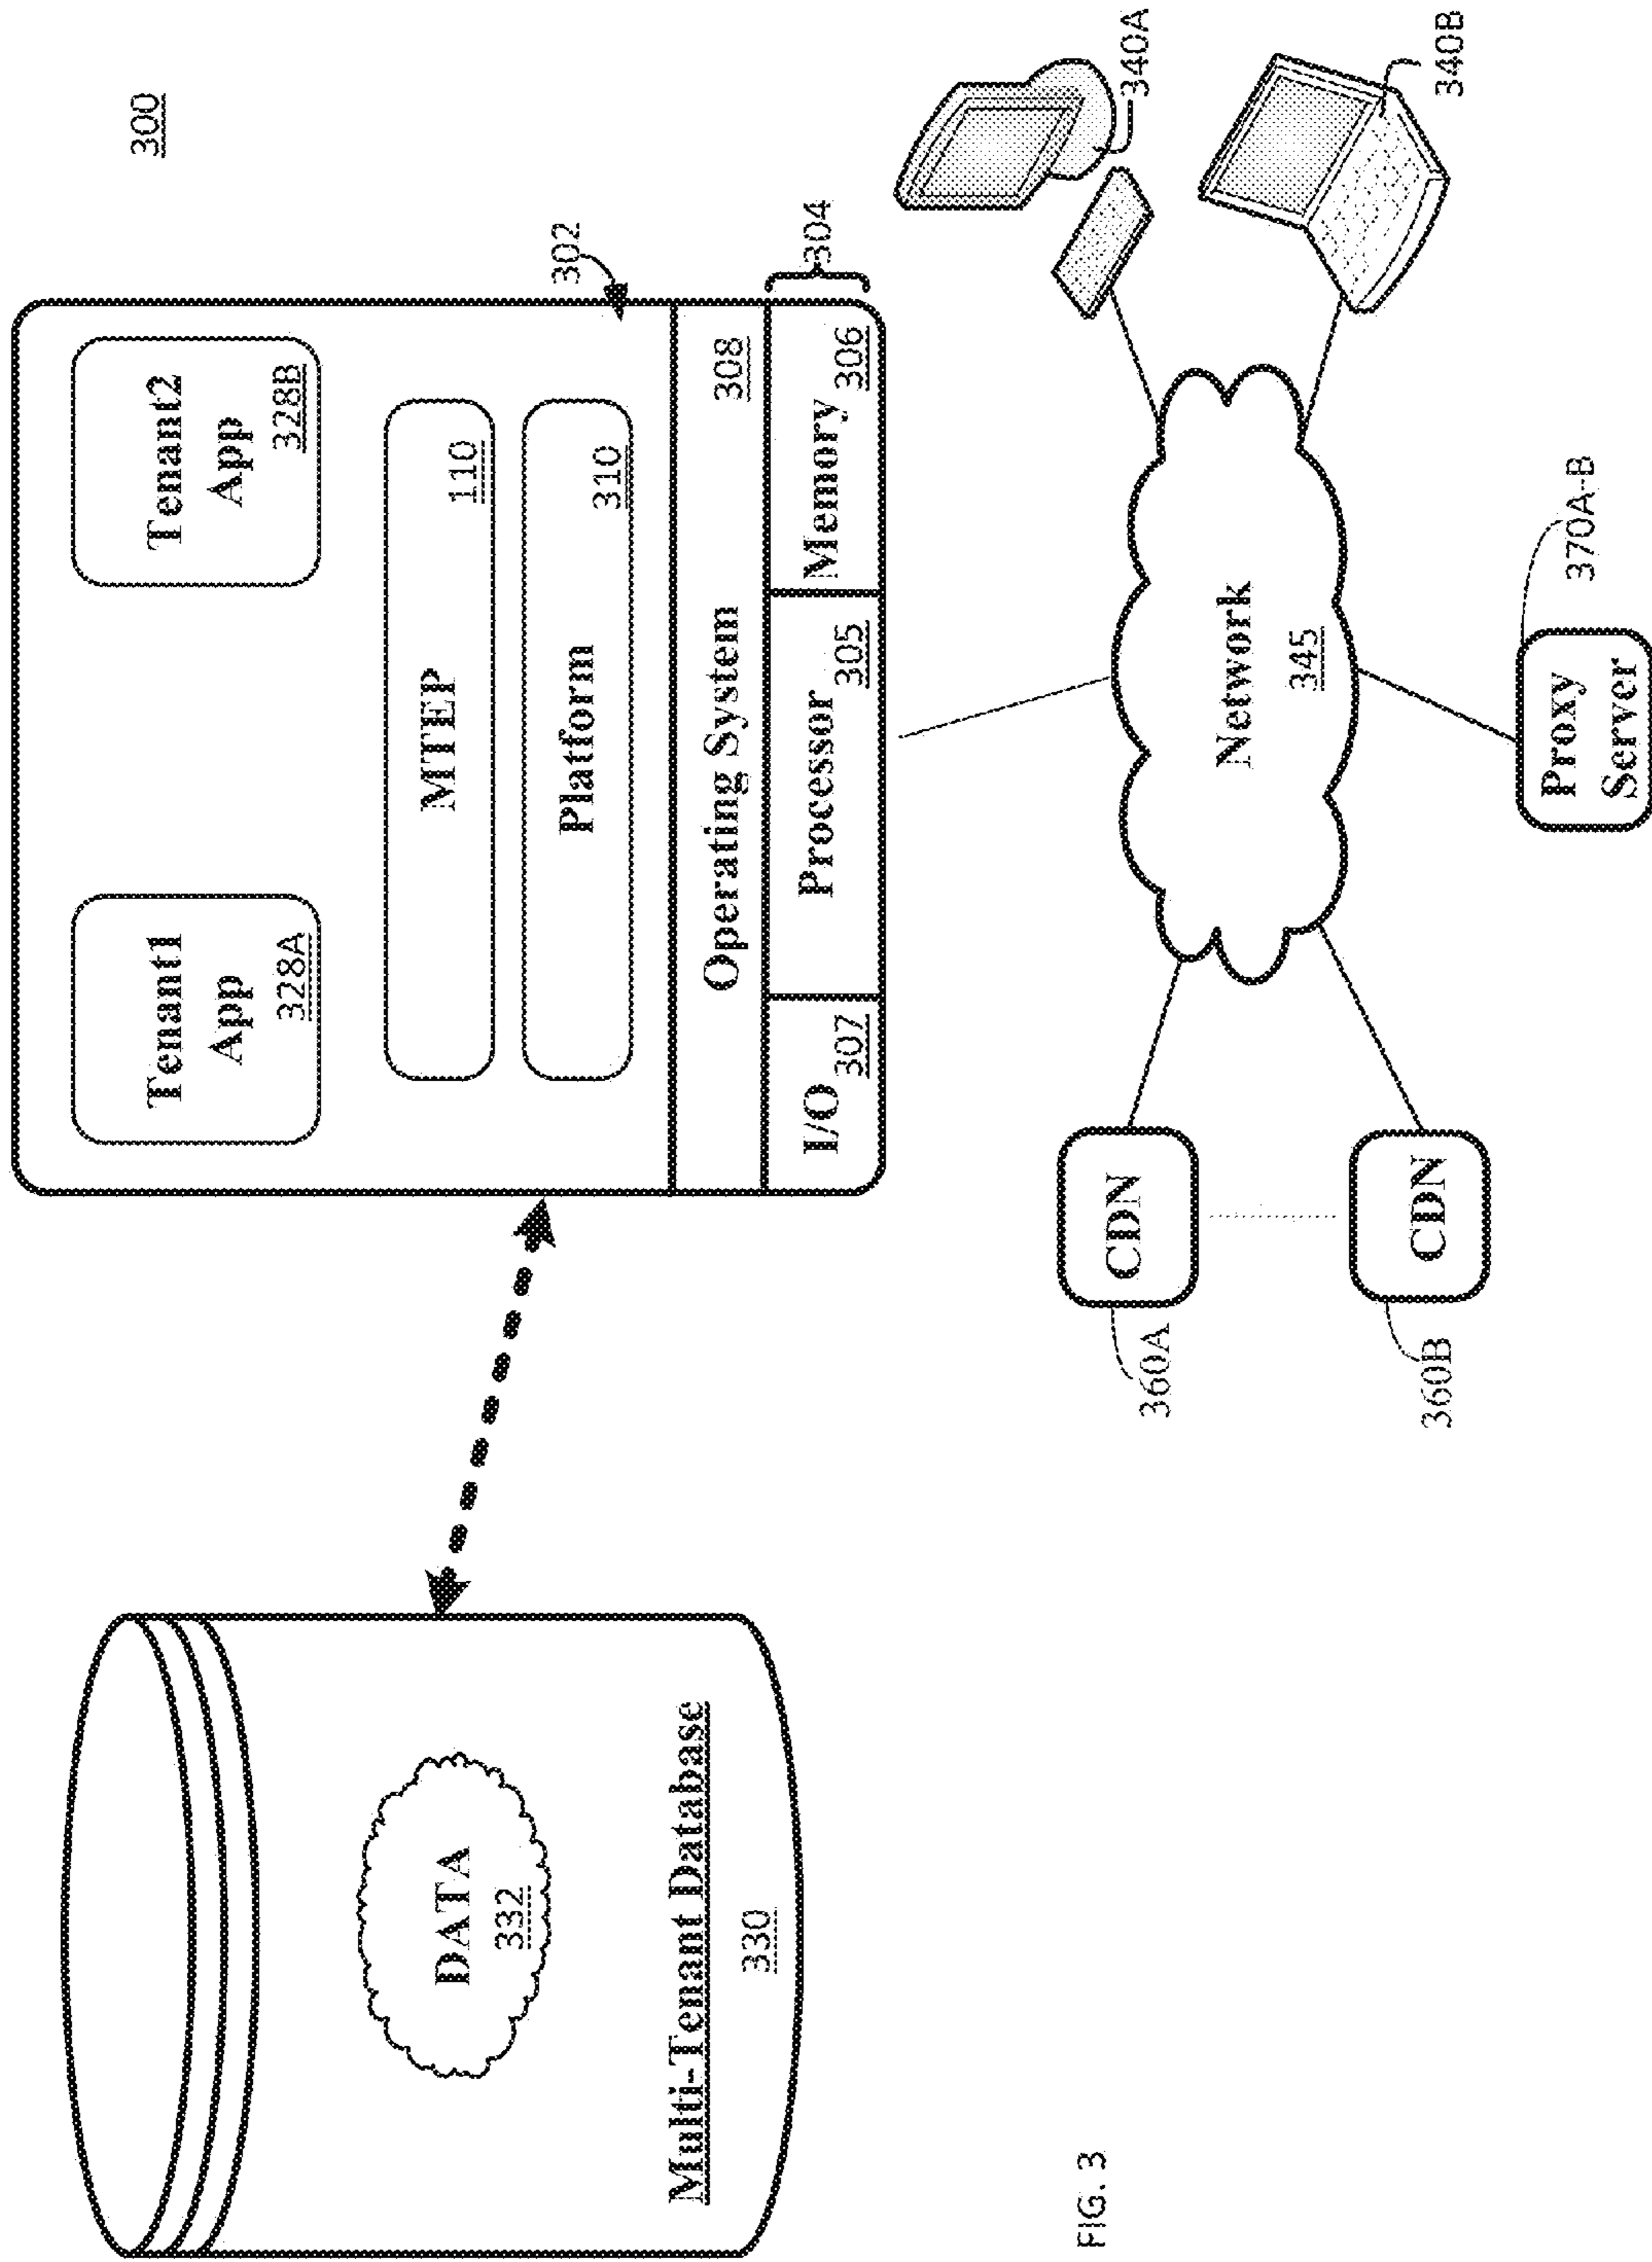 300
Tenant1
App
328A
Tenant2
App
328B
MTEP
110
Platform
310
302
Operating System
308
I/O
307
Processor
305
Memory
306
304
DATA
332
Multi-Tenant Database
330
340A
340B
Network
345
CDN
360A
CDN
360B
Proxy
Server
370A-B
FIG. 3